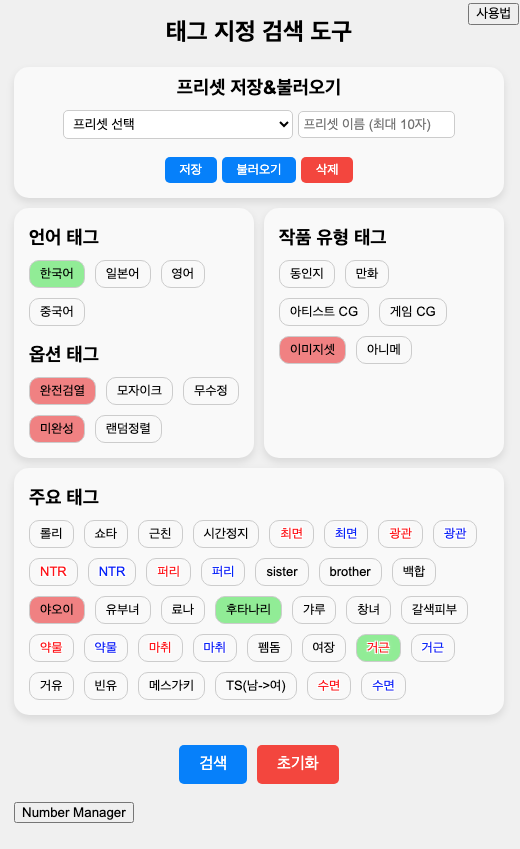 사용법
태그 지정 검색 도구
프리셋 저장&불러오기
프리셋 선택 프리셋 이름 (최대 10자)
저장 불러오기 삭제
언어 태그
한국어 일본어 영어
중국어
옵션 태그
완전검열 모자이크 무수정
미완성 랜덤정렬
작품 유형 태그
동인지 만화
아티스트 CG 게임 CG
이미지셋 아니메
주요 태그
롤리 쇼타 근친 시간정지 최면 최면 광관 광관
NTR NTR 퍼리 퍼리 sister brother 백합
야오이 유부녀 료나 후타나리 갸루 창녀 갈색피부
약물 약물 마취 마취 펨돔 여장 거근 거근
거유 빈유 메스가키 TS(남->여) 수면 수면
검색 초기화
Number Manager